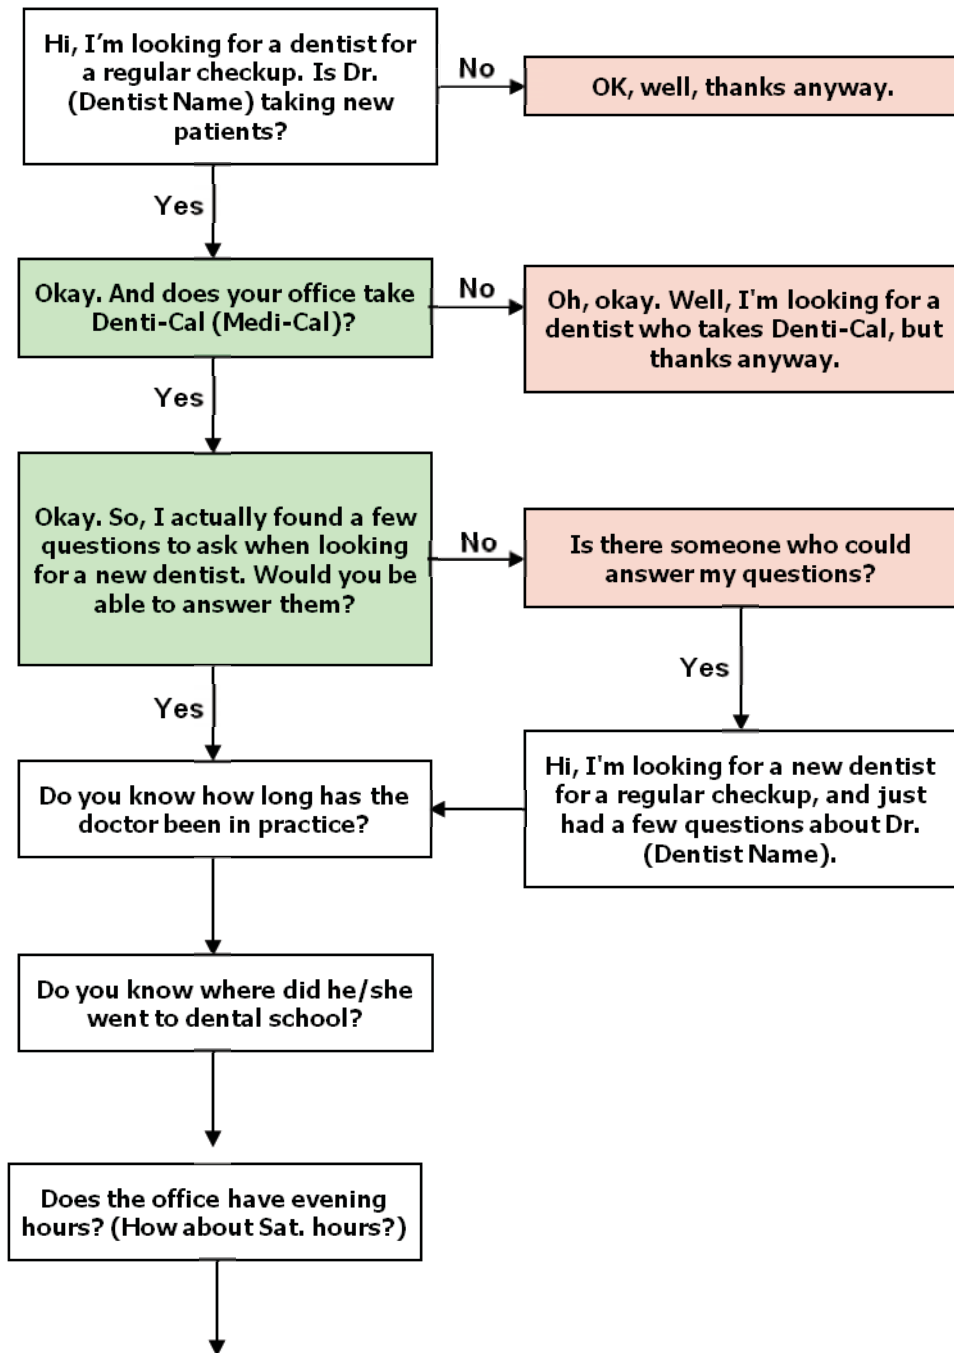 Hi, I’m looking for a dentist for
a regular checkup. Is Dr.
(Dentist Name) taking new
patients?
No
OK, well, thanks anyway.
Yes
Okay. And does your office take
Denti-Cal (Medi-Cal)?
No
Oh, okay. Well, I'm looking for a
dentist who takes Denti-Cal, but
thanks anyway.
Yes
Okay. So, I actually found a few
questions to ask when looking
for a new dentist. Would you be
able to answer them?
No
Is there someone who could
answer my questions?
Yes
Yes
Hi, I'm looking for a new dentist
for a regular checkup, and just
had a few questions about Dr.
(Dentist Name).
Do you know how long has the
doctor been in practice?
Do you know where did he/she
went to dental school?
Does the office have evening
hours? (How about Sat. hours?)